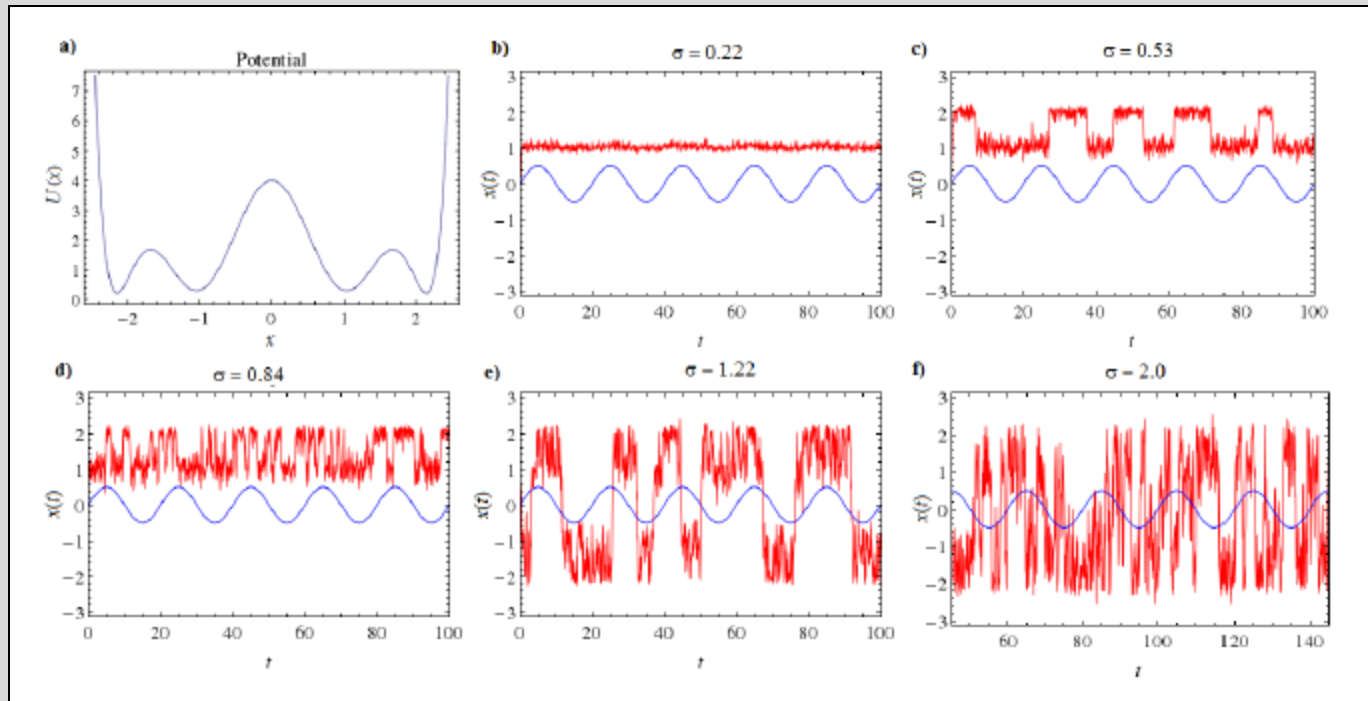 a)
Potential
7
6
5
4
3
2
1
0
U(x)
−2 −1 0 1 2
x
b)
σ = 0.22
3
2
1
0
−1
−2
−3
x(t)
0 20 40 60 80 100
t
c)
σ = 0.53
3
2
1
0
−1
−2
−3
x(t)
0 20 40 60 80 100
t
d)
σ = 0.84
3
2
1
0
−1
−2
−3
x(t)
0 20 40 60 80 100
t
e)
σ − 1.22
3
2
1
0
−1
−2
−3
x(t)
0 20 40 60 80 100
t
f)
σ − 2.0
3
2
1
0
−1
−2
−3
x(t)
60 80 100 120 140
t